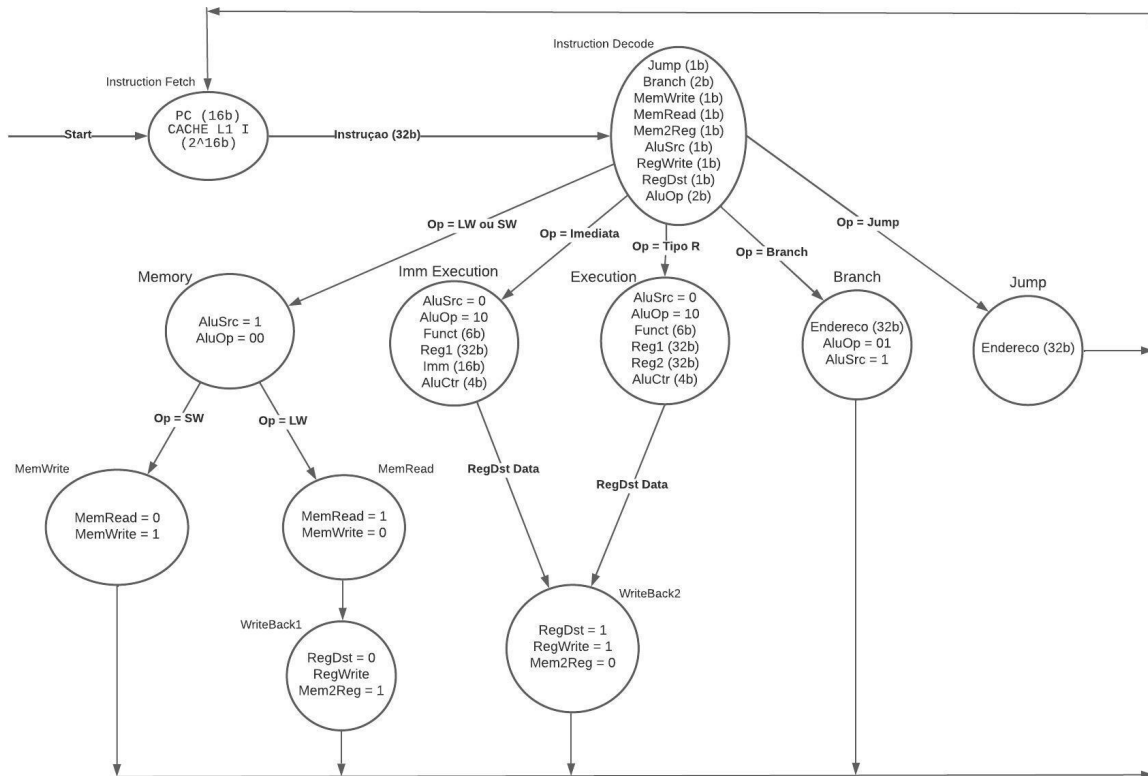 Instruction Decode
Instruction Fetch
PC (16b)
CACHE L1 I
(2^16b)
Start
Instruçao (32b)
Jump (1b)
Branch (2b)
MemWrite (1b)
MemRead (1b)
Mem2Reg (1b)
AluSrc (1b)
RegWrite (1b)
RegDst (1b)
AluOp (2b)
Op = LW ou SW
Op = Imediata
Op = Tipo R
Op = Branch
Op = Jump
Memory
AluSrc = 1
AluOp = 00
Imm Execution
AluSrc = 0
AluOp = 10
Funct (6b)
Reg1 (32b)
Imm (16b)
AluCtr (4b)
Execution
AluSrc = 0
AluOp = 10
Funct (6b)
Reg1 (32b)
Reg2 (32b)
AluCtr (4b)
Branch
Endereco (32b)
AluOp = 01
AluSrc = 1
Jump
Endereco (32b)
Op = SW
Op = LW
RegDst Data
RegDst Data
MemWrite
MemRead = 0
MemWrite = 1
MemRead
MemRead = 1
MemWrite = 0
WriteBack1
RegDst = 0
RegWrite
Mem2Reg = 1
WriteBack2
RegDst = 1
RegWrite = 1
Mem2Reg = 0